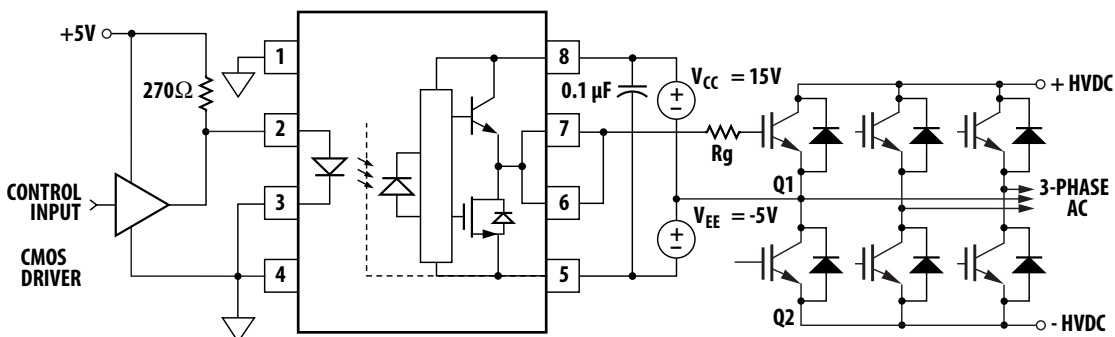 +5V
270Ω
CONTROL
INPUT
CMOS
DRIVER
1
2
3
4
8
7
6
5
0.1 µF
VCC = 15V
Rg
VEE = -5V
Q1
Q2
+ HVDC
3-PHASE
AC
- HVDC